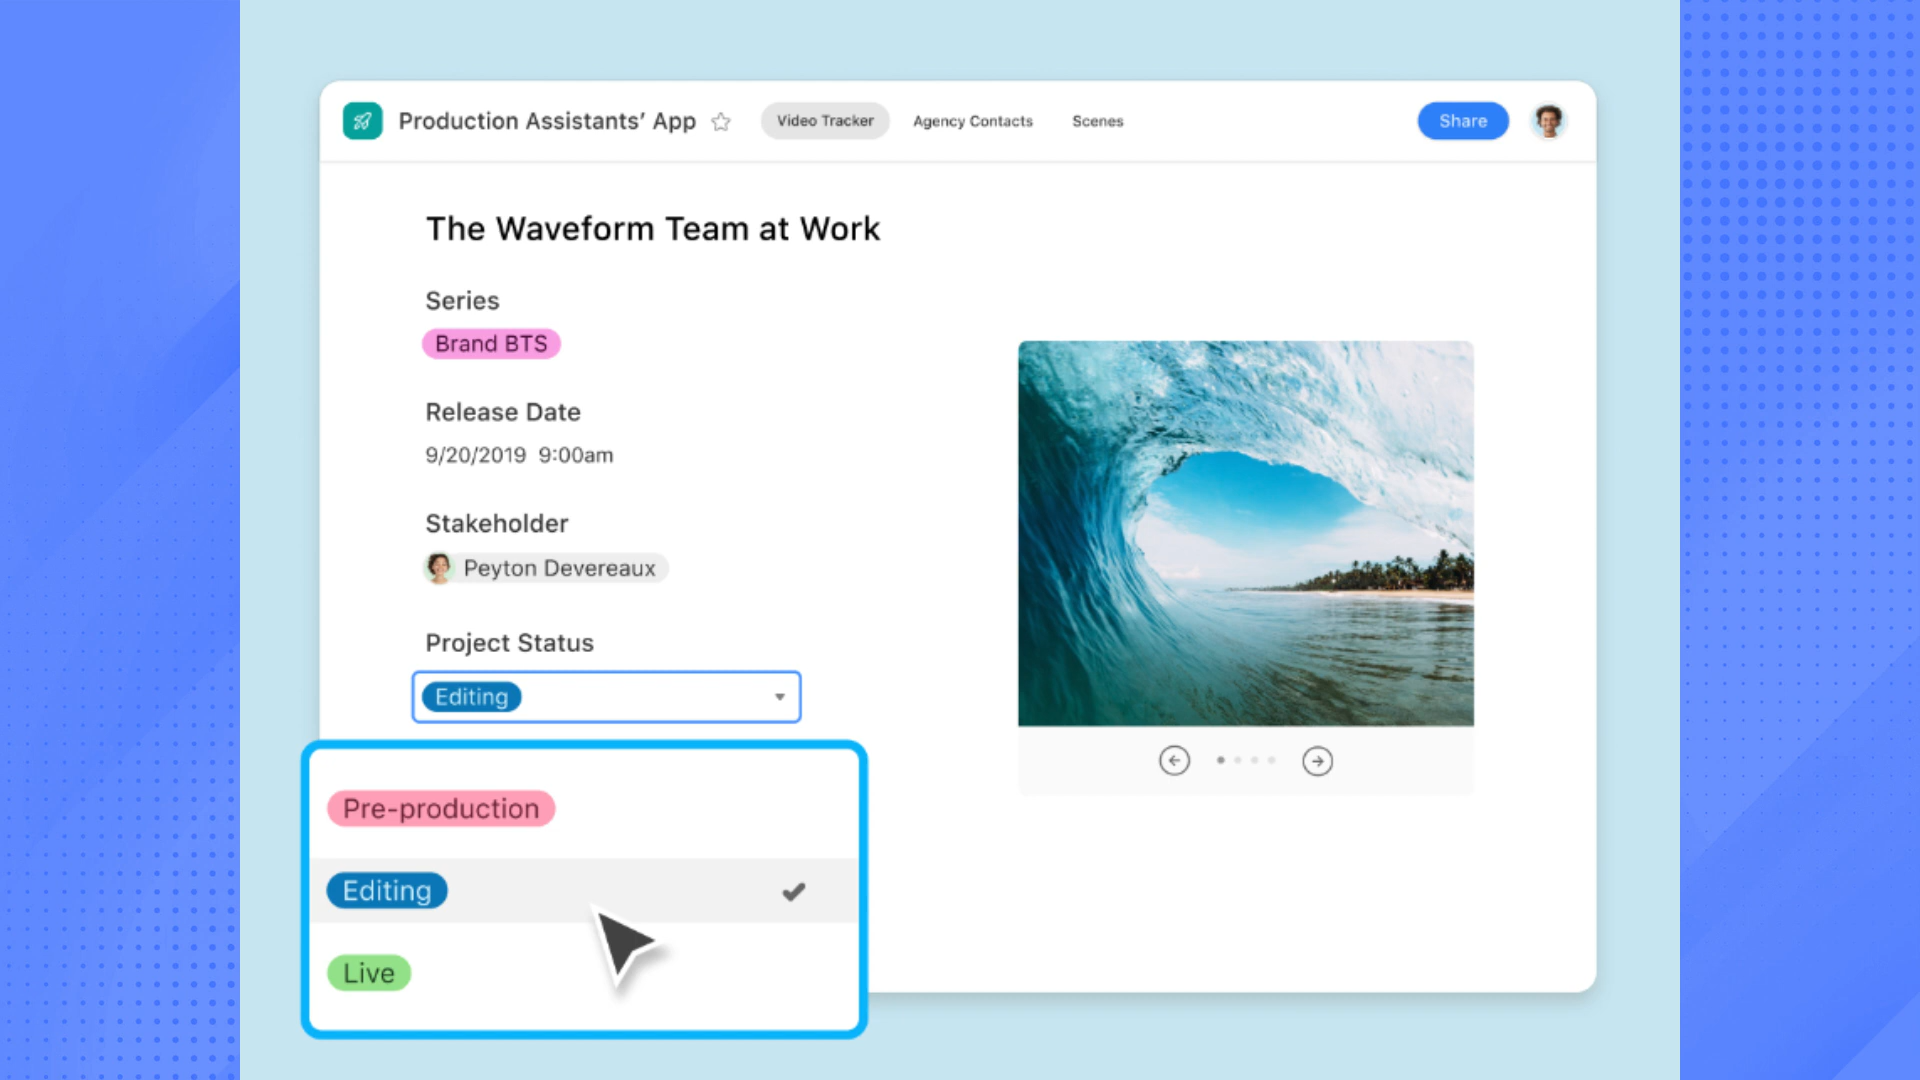 Production Assistants’ App
Video Tracker
Agency Contacts
Scenes
Share
The Waveform Team at Work
Series
Brand BTS
Release Date
9/20/2019 9:00am
Stakeholder
Peyton Devereaux
Project Status
Editing
Pre-production
Editing
Live